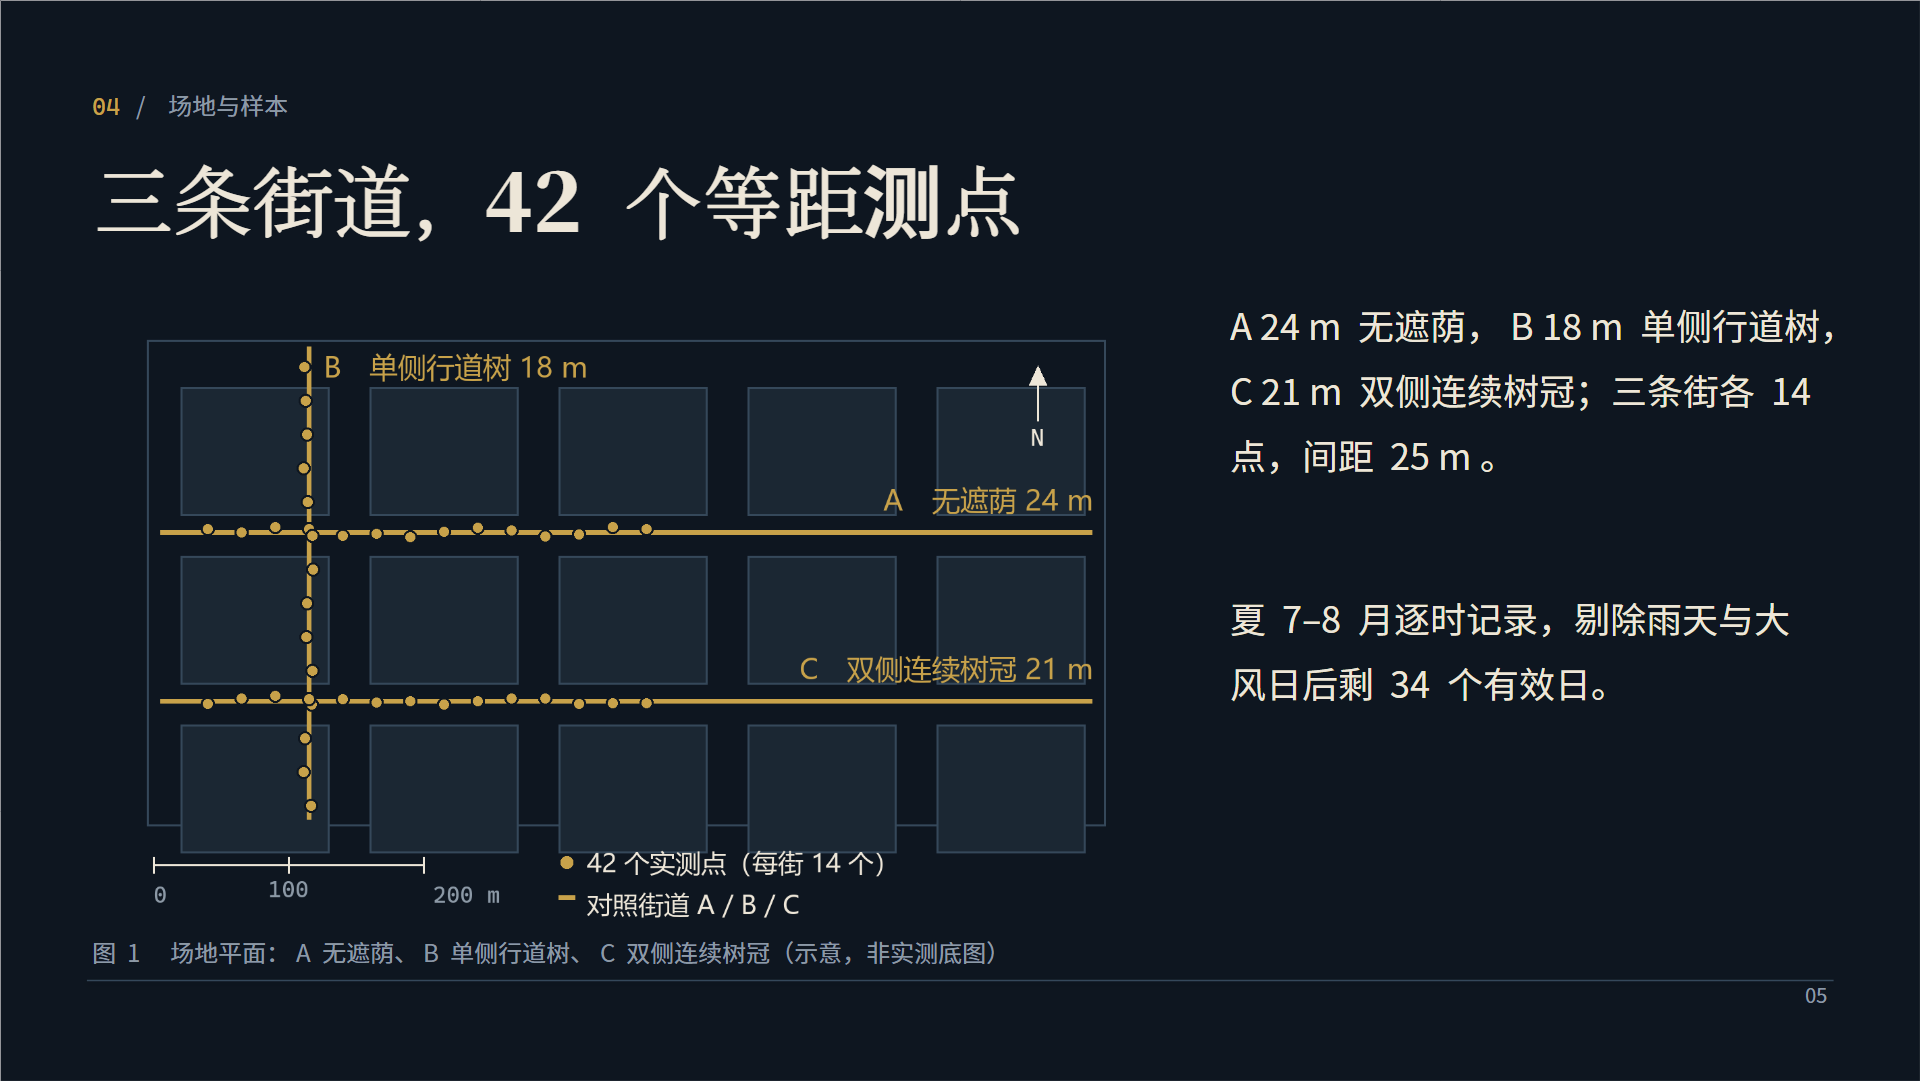 04 / 场地与样本
三条街道，42 个等距测点
A 24 m 无遮荫，B 18 m 单侧行道树，
C 21 m 双侧连续树冠；三条街各 14
点，间距 25 m。
夏 7–8 月逐时记录，剔除雨天与大
风日后剩 34 个有效日。
B 单侧行道树 18 m
N
A 无遮荫 24 m
C 双侧连续树冠 21 m
0 100 200 m
42 个实测点（每街 14 个）
对照街道 A / B / C
图 1 场地平面：A 无遮荫、B 单侧行道树、C 双侧连续树冠（示意，非实测底图）
05